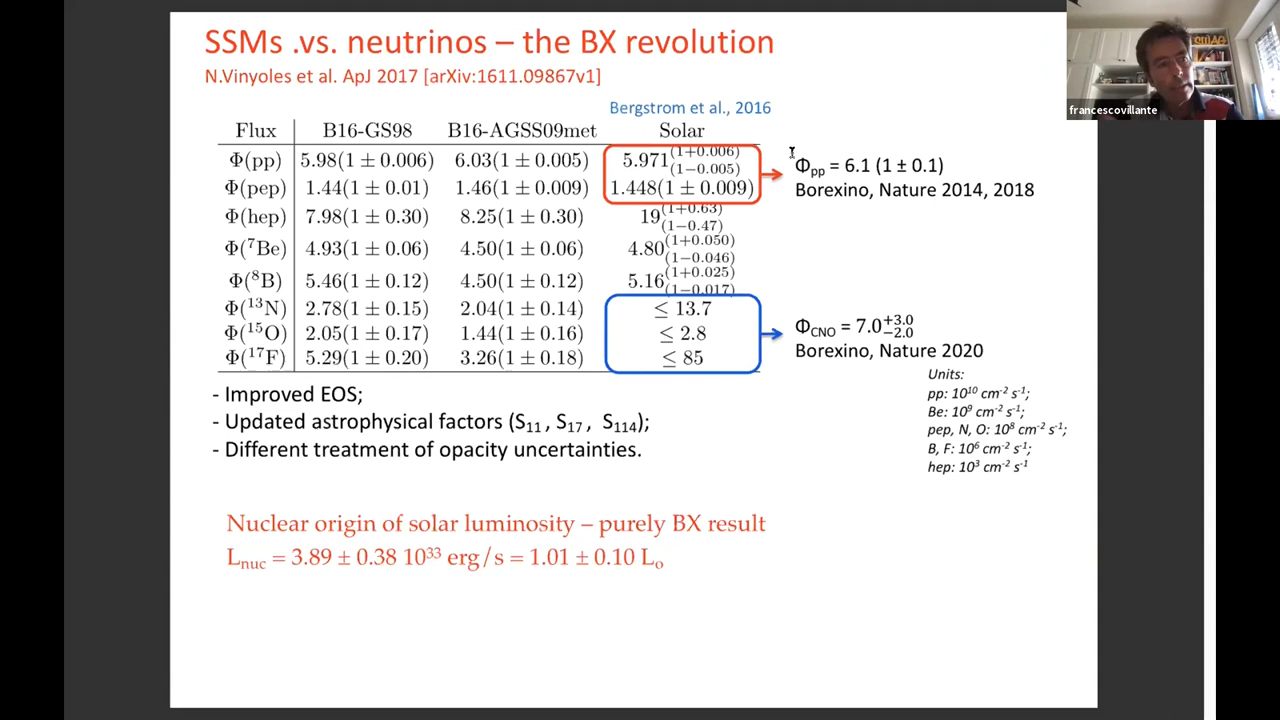 SSMs .vs. neutrinos – the BX revolution
N.Vinyoles et al. ApJ 2017 [arXiv:1611.09867v1]
francescovillante
Bergstrom et al., 2016
Flux B16-GS98 B16-AGSS09met Solar
Φ(pp) 5.98(1 ± 0.006) 6.03(1 ± 0.005) 5.971(1+0.006)(1−0.005)
Φ(pep) 1.44(1 ± 0.01) 1.46(1 ± 0.009) 1.448(1 ± 0.009)
Φ(hep) 7.98(1 ± 0.30) 8.25(1 ± 0.30) 19(1+0.63)(1−0.47)
Φ(⁷Be) 4.93(1 ± 0.06) 4.50(1 ± 0.06) 4.80(1+0.050)(1−0.046)
Φ(⁸B) 5.46(1 ± 0.12) 4.50(1 ± 0.12) 5.16(1+0.025)(1−0.017)
Φ(¹³N) 2.78(1 ± 0.15) 2.04(1 ± 0.14) ≤ 13.7
Φ(¹⁵O) 2.05(1 ± 0.17) 1.44(1 ± 0.16) ≤ 2.8
Φ(¹⁷F) 5.29(1 ± 0.20) 3.26(1 ± 0.18) ≤ 85
Φpp = 6.1 (1 ± 0.1)
Borexino, Nature 2014, 2018
ΦCNO = 7.0+3.0−2.0
Borexino, Nature 2020
Units:
pp: 10¹⁰ cm⁻² s⁻¹;
Be: 10⁹ cm⁻² s⁻¹;
pep, N, O: 10⁸ cm⁻² s⁻¹;
B, F: 10⁶ cm⁻² s⁻¹;
hep: 10³ cm⁻² s⁻¹
- Improved EOS;
- Updated astrophysical factors (S₁₁, S₁₇, S₁₁₄);
- Different treatment of opacity uncertainties.
Nuclear origin of solar luminosity – purely BX result
Lnuc = 3.89 ± 0.38 10³³ erg/s = 1.01 ± 0.10 Lo